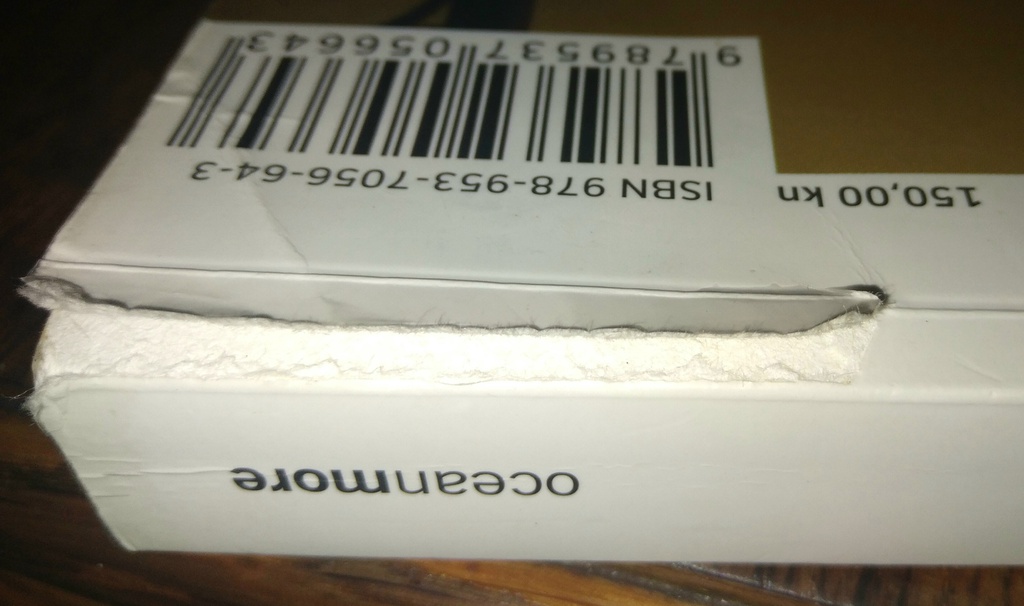 oceanmore
150,00 kn
ISBN 978-953-7056-64-3
9 789537 056643